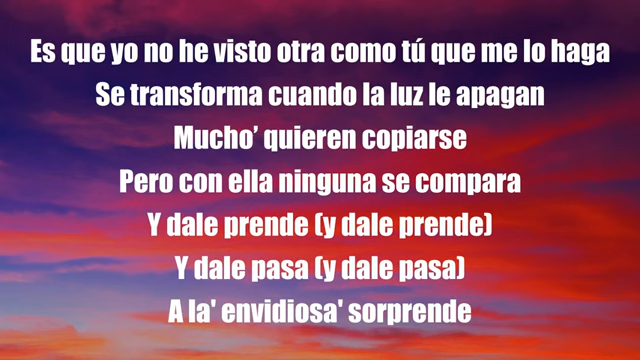 Es que yo no he visto otra como tú que me lo haga
Se transforma cuando la luz le apagan
Mucho’ quieren copiarse
Pero con ella ninguna se compara
Y dale prende (y dale prende)
Y dale pasa (y dale pasa)
A la' envidiosa' sorprende